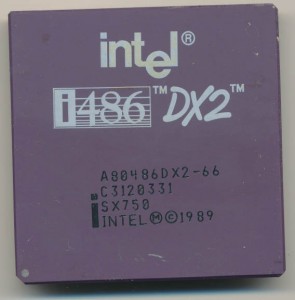 intel®
i486™ DX2™
A80486DX2-66
C3120331
SX750
INTEL Ⓜ©1989